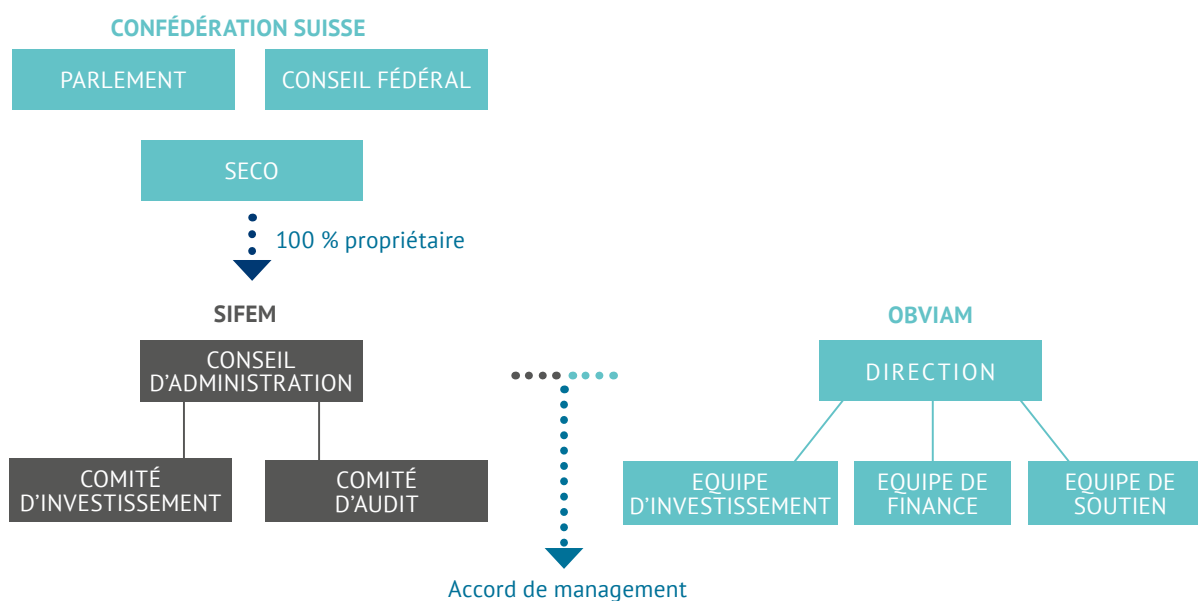 CONFÉDÉRATION SUISSE
PARLEMENT
CONSEIL FÉDÉRAL
SECO
100 % propriétaire
SIFEM
CONSEIL
D'ADMINISTRATION
COMITÉ
D'INVESTISSEMENT
COMITÉ
D'AUDIT
Accord de management
OBVIAM
DIRECTION
EQUIPE
D'INVESTISSEMENT
EQUIPE DE
FINANCE
EQUIPE DE
SOUTIEN